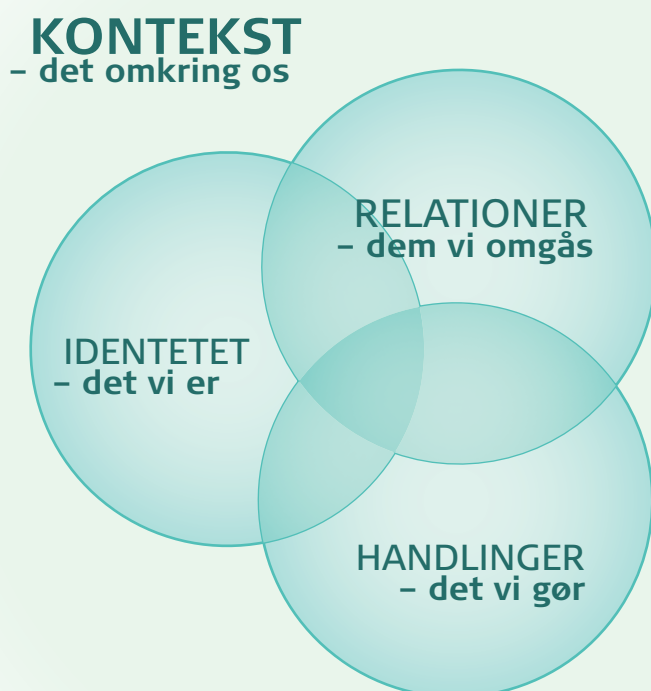 KONTEKST
– det omkring os
RELATIONER
– dem vi omgås
IDENTETET
– det vi er
HANDLINGER
– det vi gør